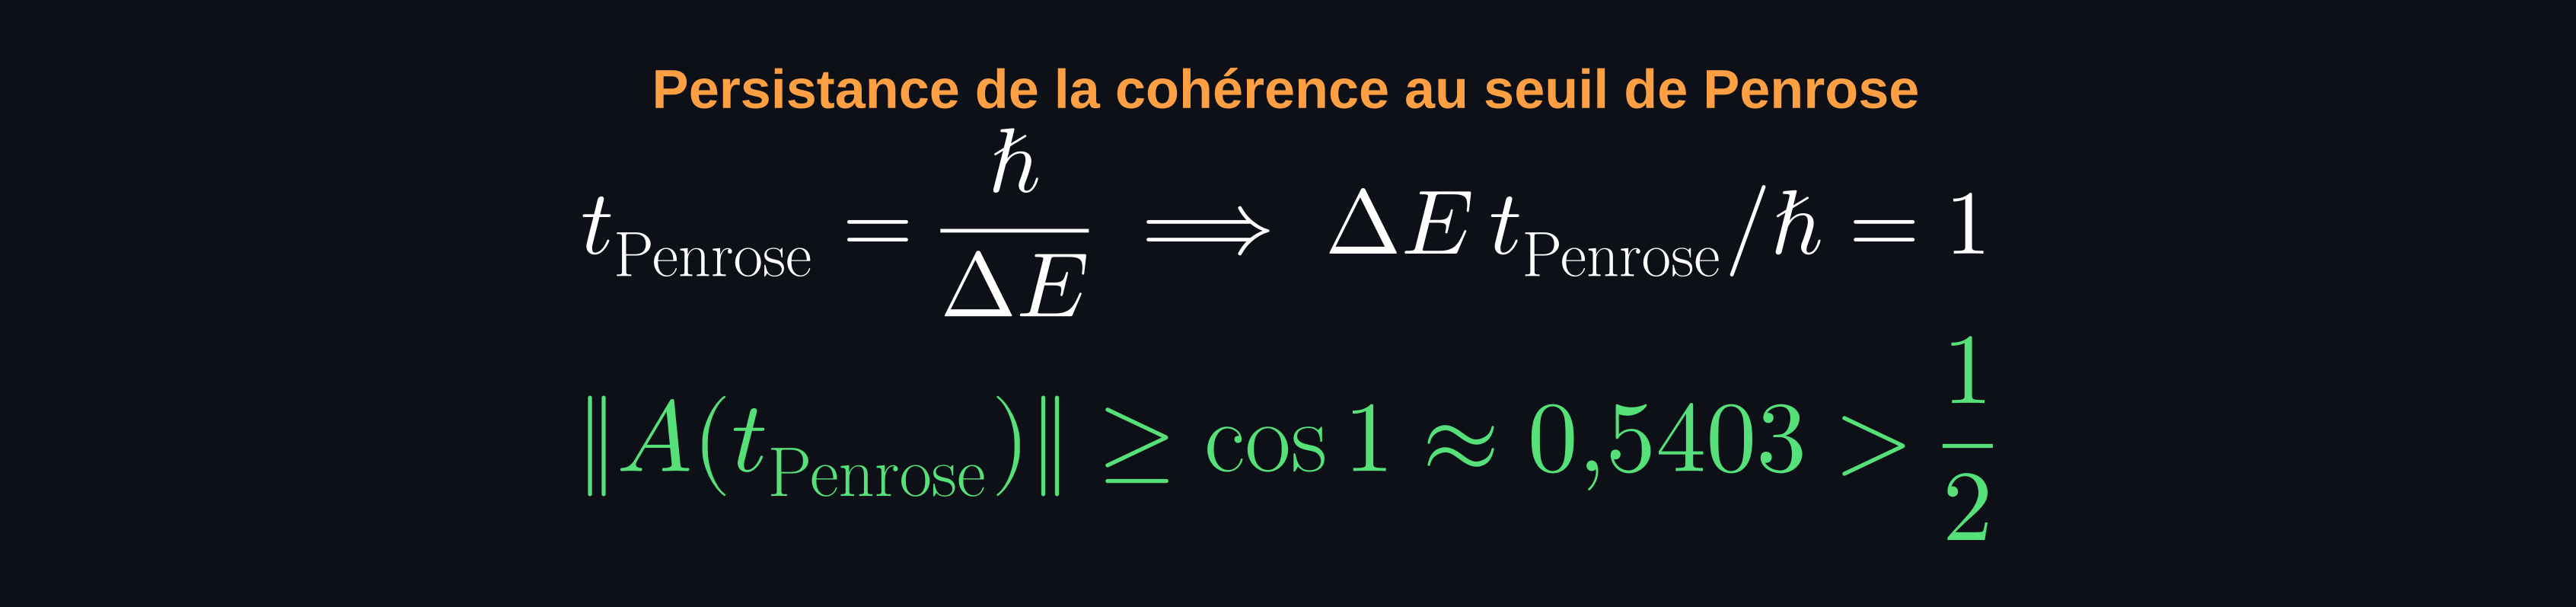 Persistance de la cohérence au seuil de Penrose
t_Penrose = ℏ/ΔE ⟹ ΔE t_Penrose/ℏ = 1
‖A(t_Penrose)‖ ≥ cos 1 ≈ 0,5403 > 1/2